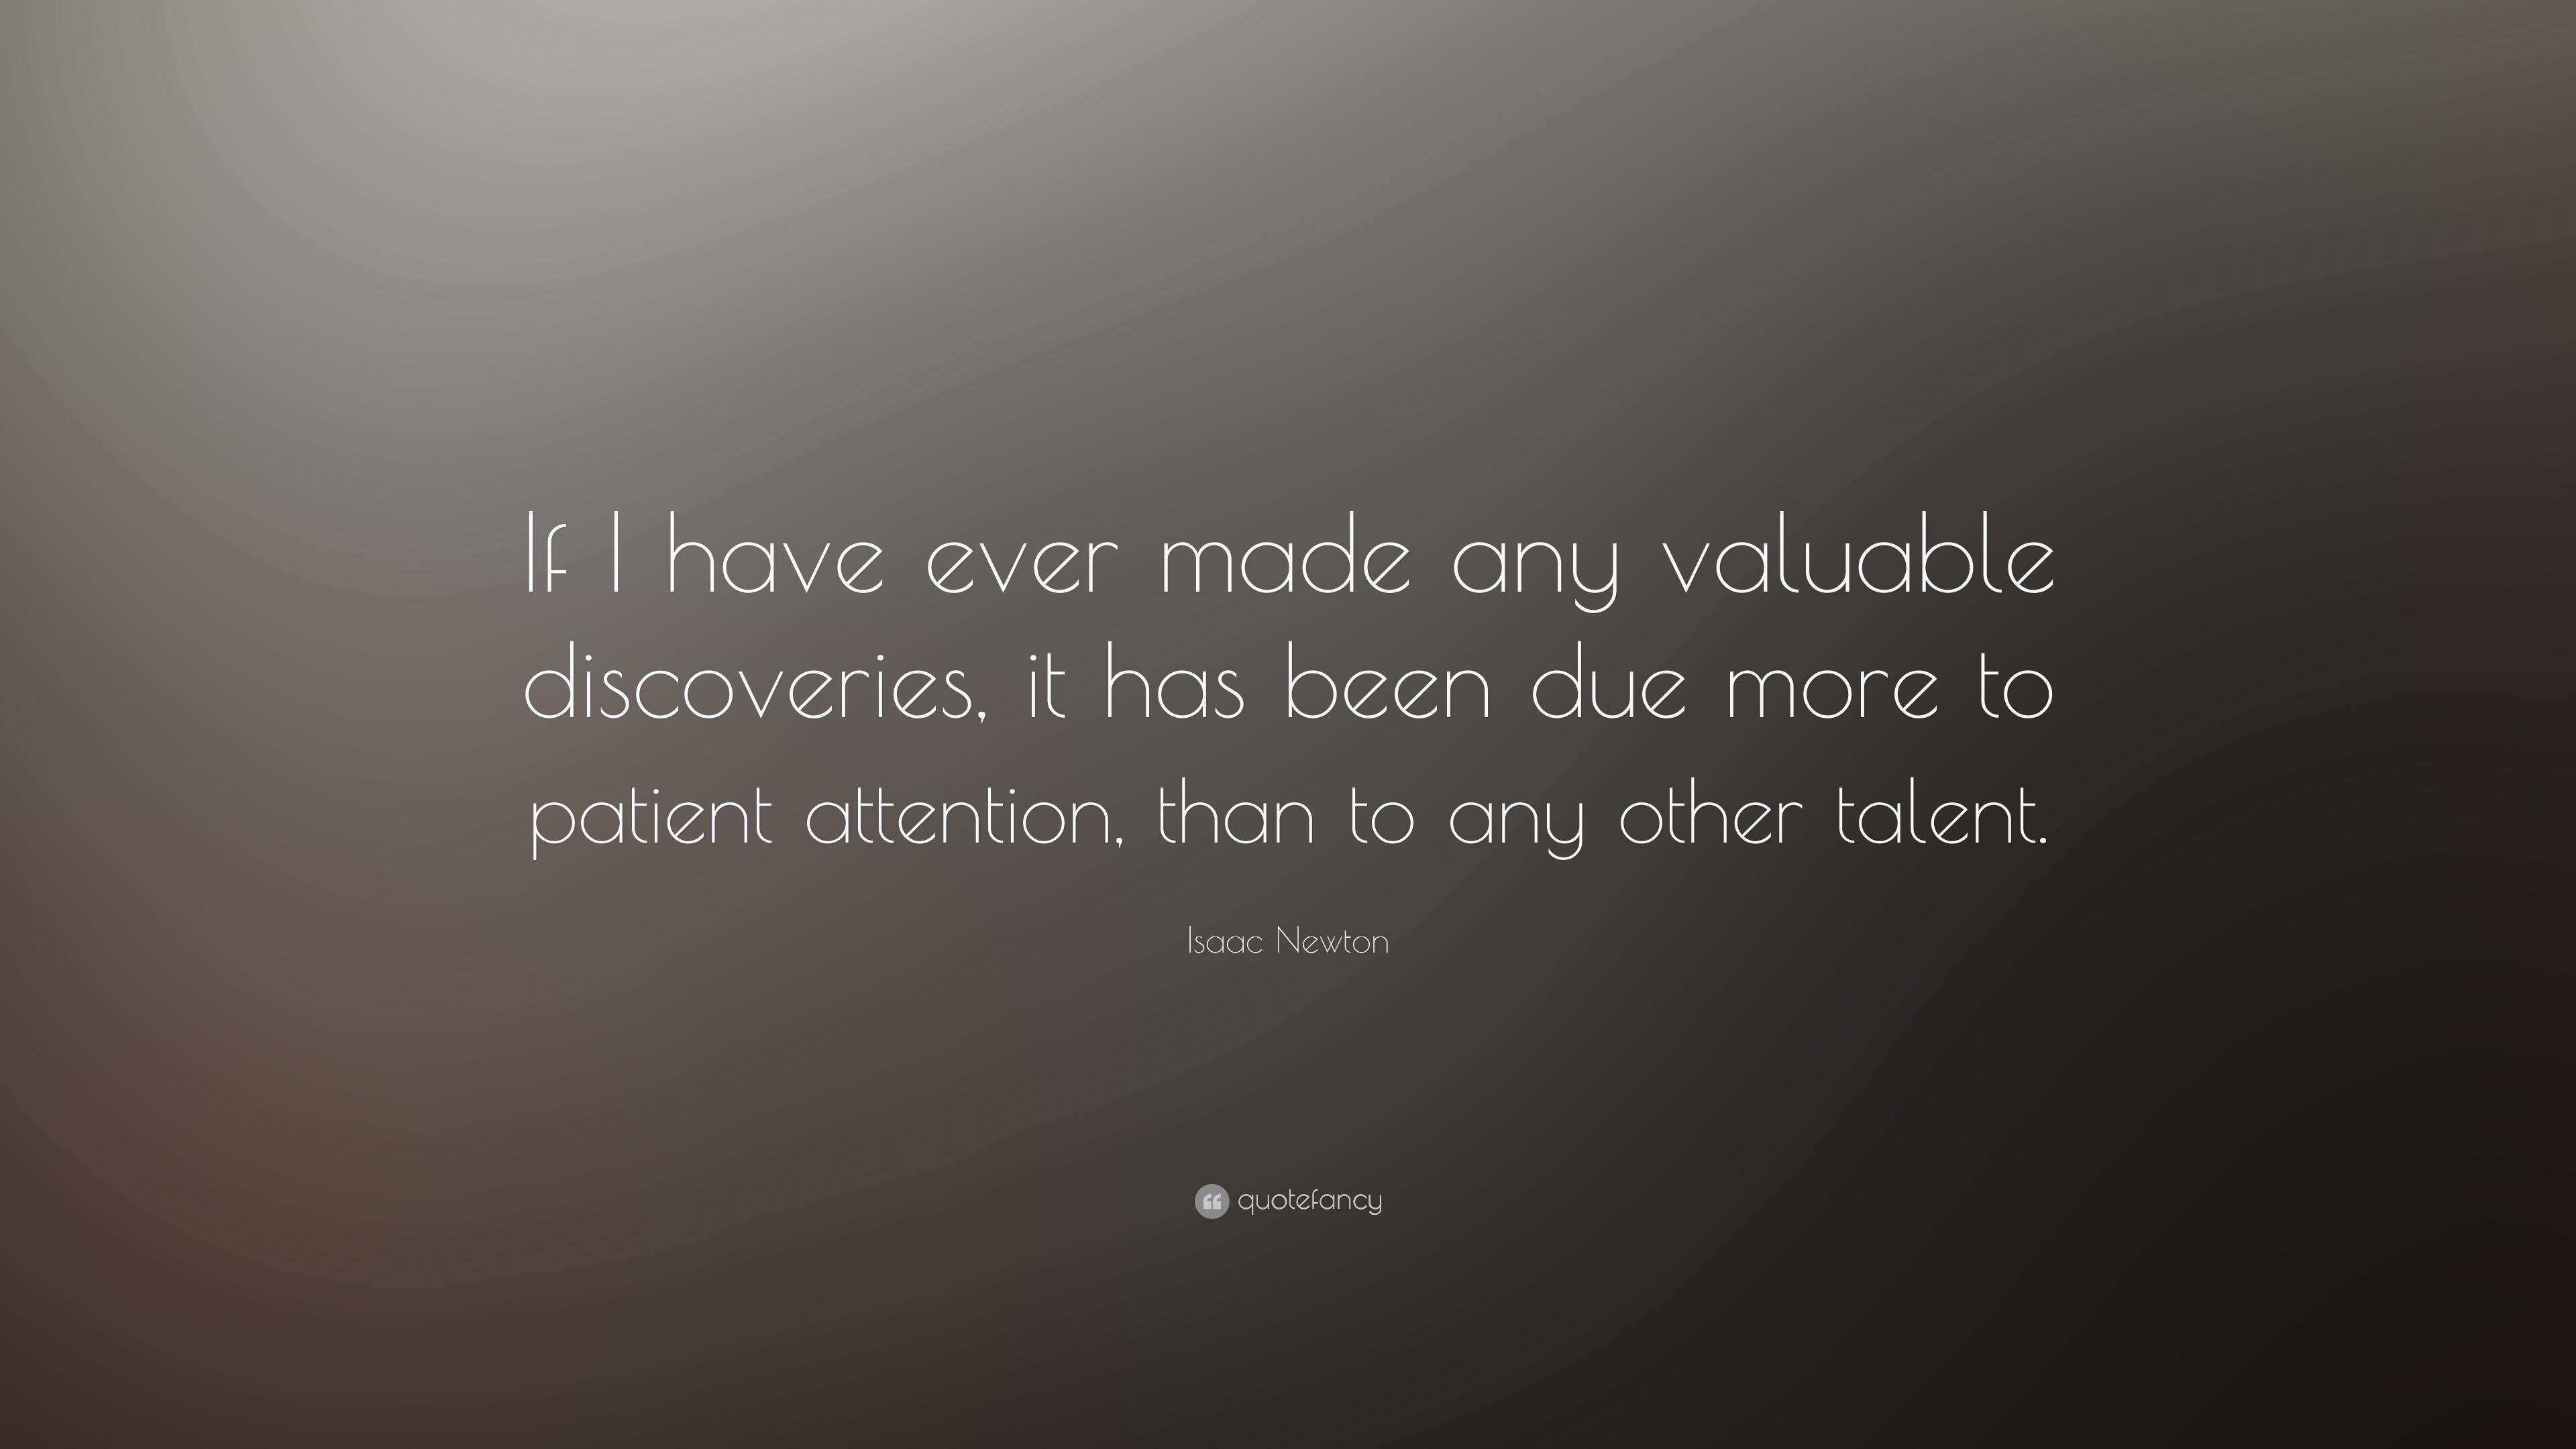 If I have ever made any valuable
discoveries, it has been due more to
patient attention, than to any other talent.
Isaac Newton
quotefancy